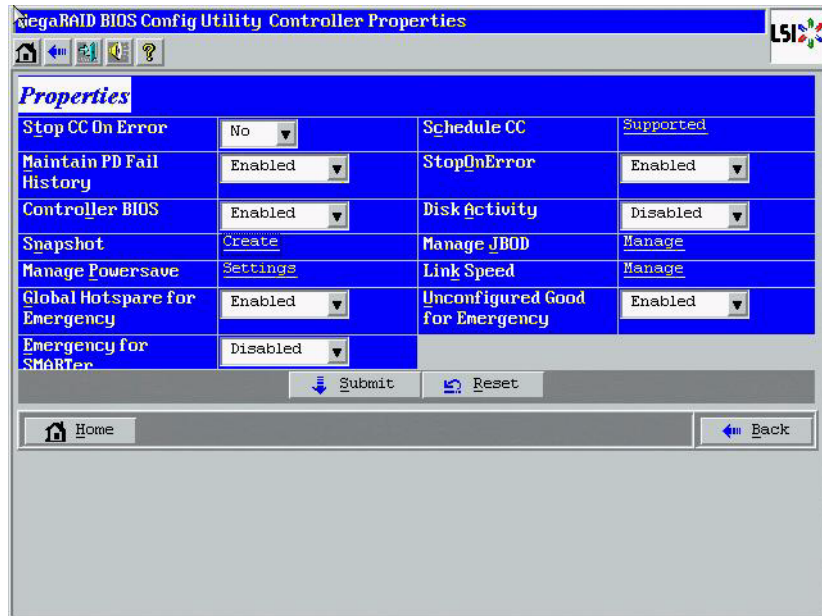 MegaRAID BIOS Config Utility Controller Properties
LSI
?
Properties
Stop CC On Error No Schedule CC Supported
Maintain PD Fail History Enabled StopOnError Enabled
Controller BIOS Enabled Disk Activity Disabled
Snapshot Create Manage JBOD Manage
Manage Powersave Settings Link Speed Manage
Global Hotspare for Emergency Enabled Unconfigured Good for Emergency Enabled
Emergency for SMARTer Disabled
Submit Reset
Home Back